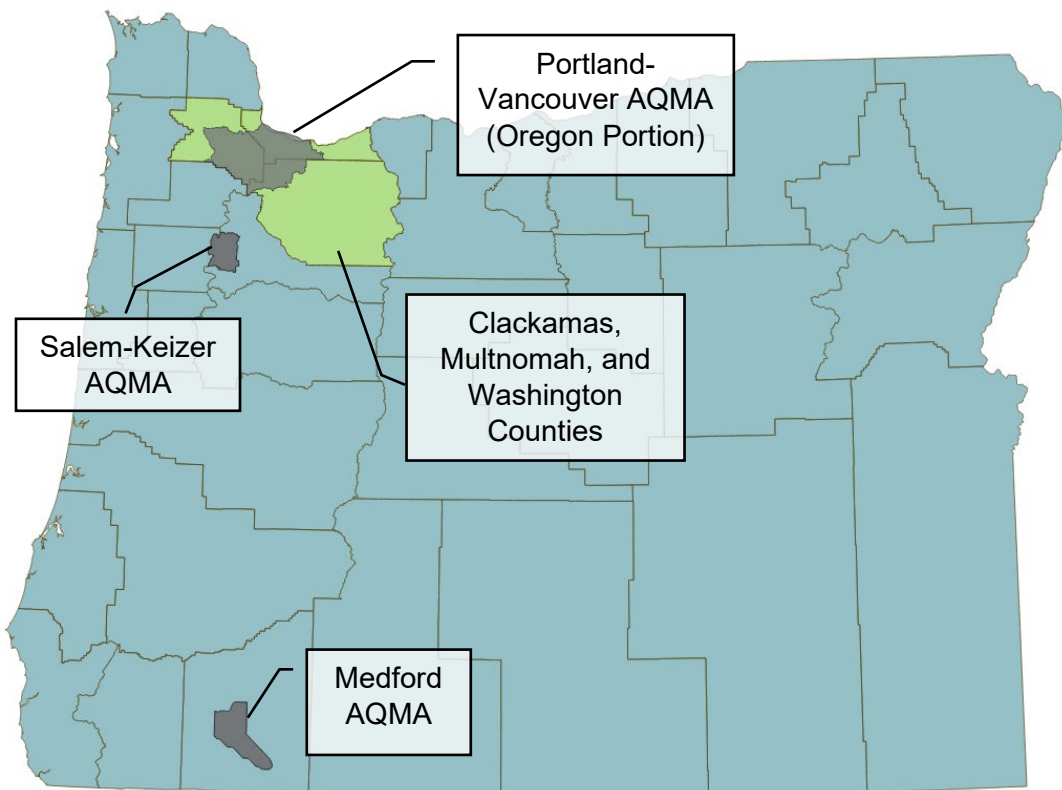 Portland-
Vancouver AQMA
(Oregon Portion)
Salem-Keizer
AQMA
Clackamas,
Multnomah, and
Washington
Counties
Medford
AQMA